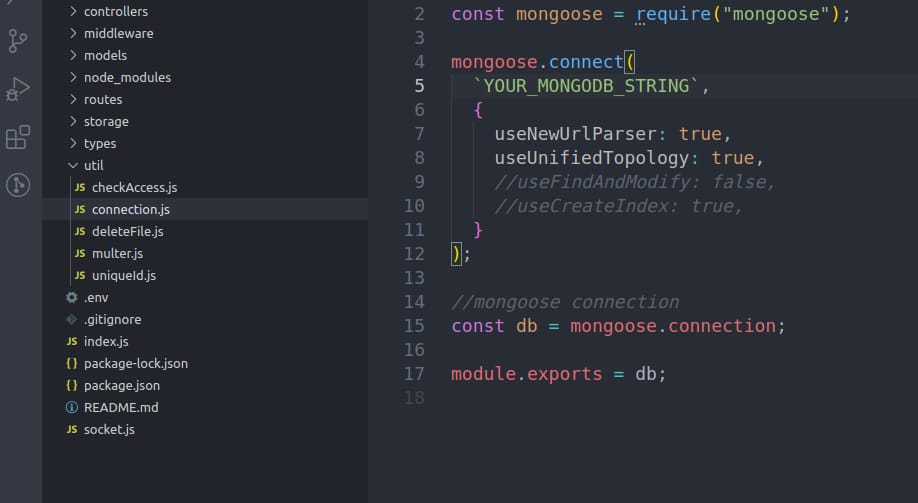 controllers
middleware
models
node_modules
routes
storage
types
util
JS checkAccess.js
JS connection.js
JS deleteFile.js
JS multer.js
JS uniqueId.js
.env
.gitignore
JS index.js
{} package-lock.json
{} package.json
README.md
JS socket.js
2 const mongoose = require("mongoose");
3
4 mongoose.connect(
5 `YOUR_MONGODB_STRING`,
6 {
7 useNewUrlParser: true,
8 useUnifiedTopology: true,
9 //useFindAndModify: false,
10 //useCreateIndex: true,
11 }
12 );
13
14 //mongoose connection
15 const db = mongoose.connection;
16
17 module.exports = db;
18